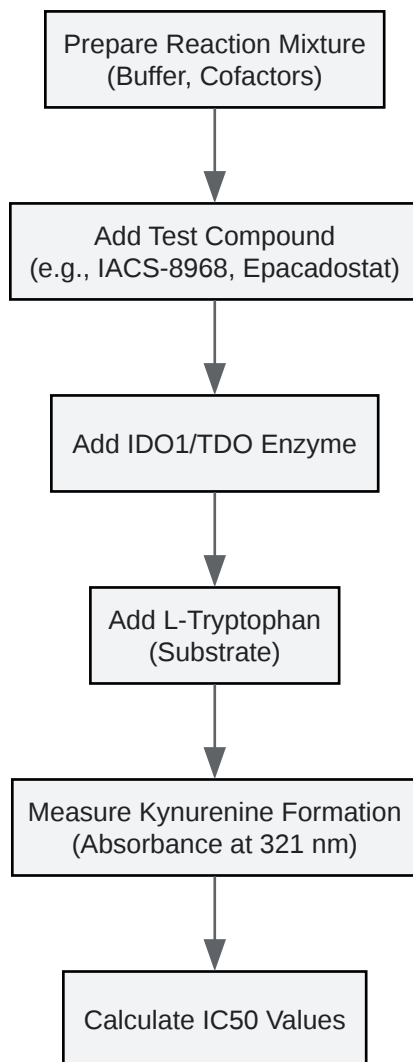 Prepare Reaction Mixture
(Buffer, Cofactors)
Add Test Compound
(e.g., IACS-8968, Epacadostat)
Add IDO1/TDO Enzyme
Add L-Tryptophan
(Substrate)
Measure Kynurenine Formation
(Absorbance at 321 nm)
Calculate IC50 Values